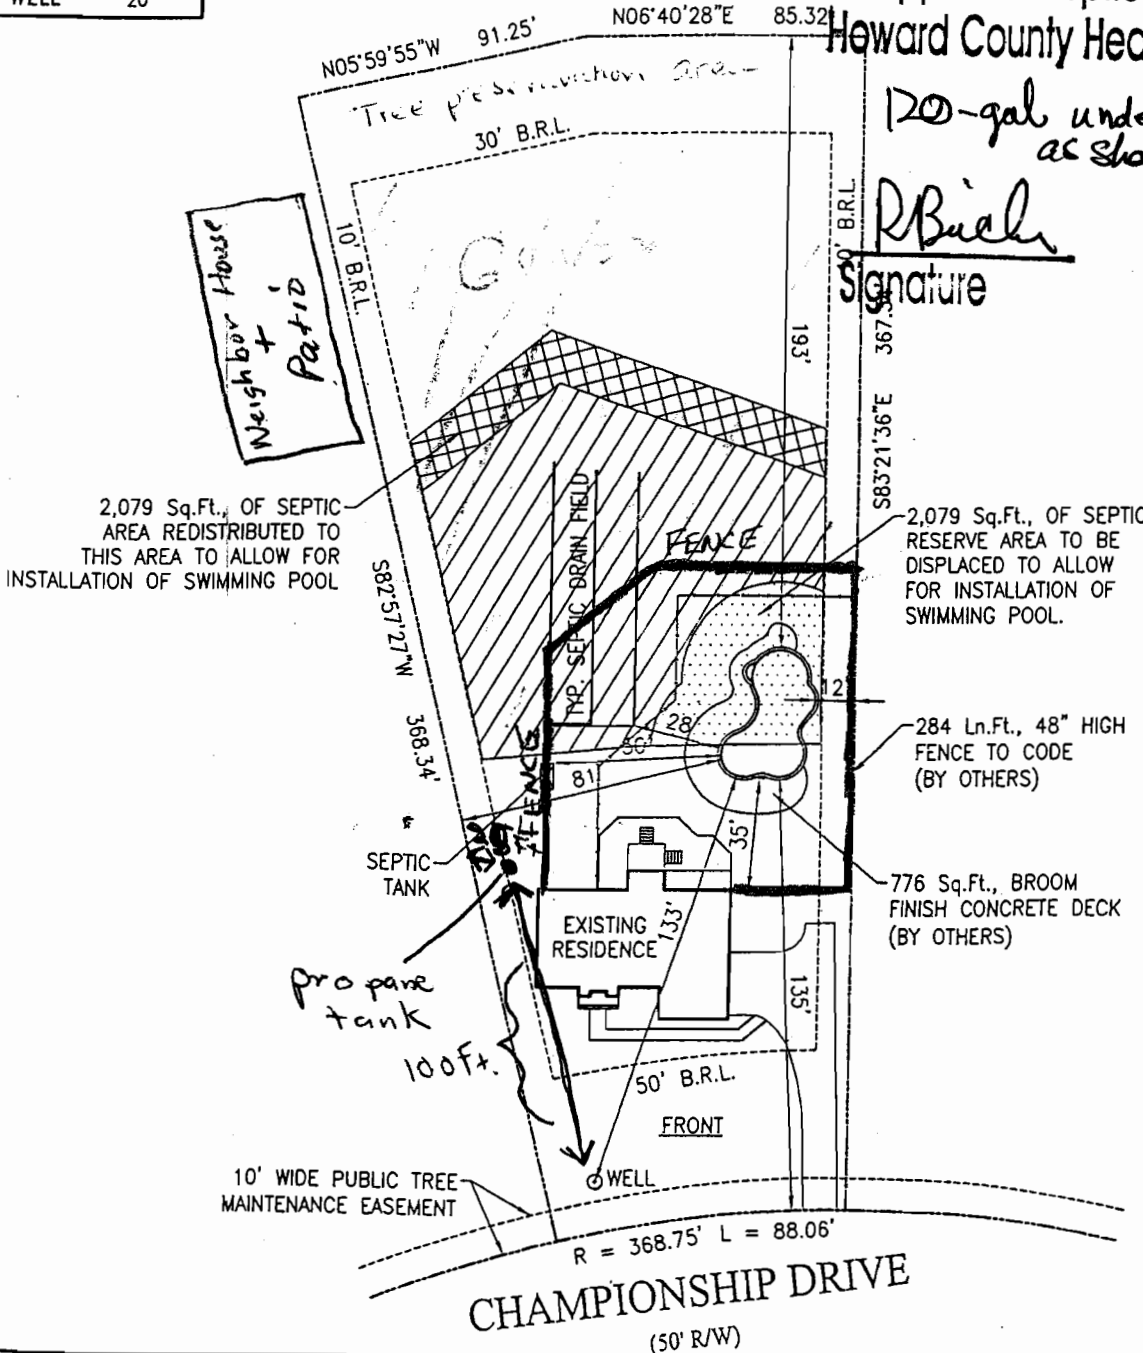 WELL 20'
N05°59'55"W 91.25'
N06°40'28"E 85.32'
Howard County Hea
120-gal unde
as sho
Signature
Tree preservation area
30' B.R.L.
10' B.R.L.
B.R.L.
Neighbor House
+
Patio
193'
367.3
S83°21'36"E
2,079 Sq.Ft., OF SEPTIC
AREA REDISTRIBUTED TO
THIS AREA TO ALLOW FOR
INSTALLATION OF SWIMMING POOL
TYP. SEPTIC DRAIN FIELD
FENCE
2,079 Sq.Ft., OF SEPTIC
RESERVE AREA TO BE
DISPLACED TO ALLOW
FOR INSTALLATION OF
SWIMMING POOL.
S82°57'27"W
368.34'
12
28
50'
81
35'
284 Ln.Ft., 48" HIGH
FENCE TO CODE
(BY OTHERS)
FENCE
SEPTIC
TANK
776 Sq.Ft., BROOM
FINISH CONCRETE DECK
(BY OTHERS)
EXISTING
RESIDENCE
133'
135'
propane
tank
100Ft.
50' B.R.L.
FRONT
WELL
10' WIDE PUBLIC TREE
MAINTENANCE EASEMENT
R = 368.75' L = 88.06'
CHAMPIONSHIP DRIVE
(50' R/W)